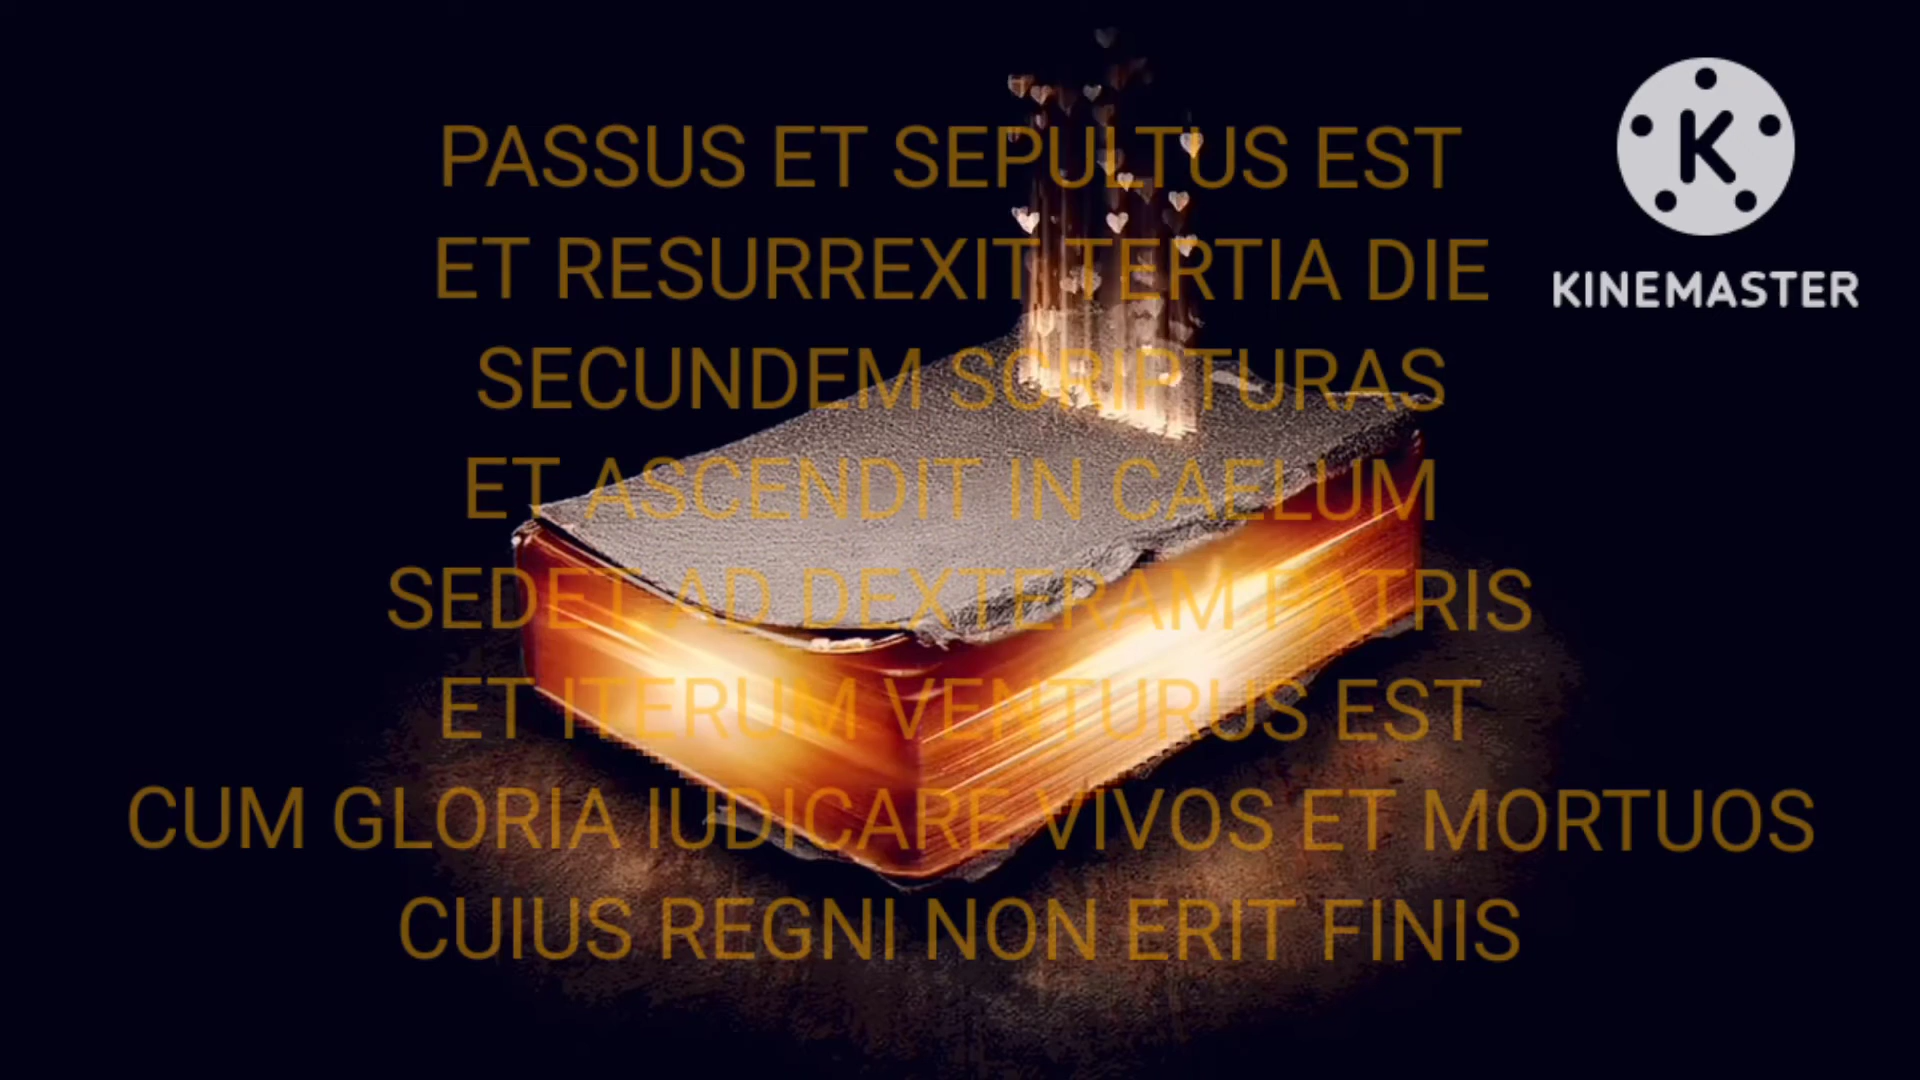 PASSUS ET SEPULTUS EST
ET RESURREXIT TERTIA DIE
SECUNDEM SCRIPTURAS
ET ASCENDIT IN CAELUM
SEDET AD DEXTERAM PATRIS
ET ITERUM VENTURUS EST
CUM GLORIA IUDICARE VIVOS ET MORTUOS
CUIUS REGNI NON ERIT FINIS
K
KINEMASTER